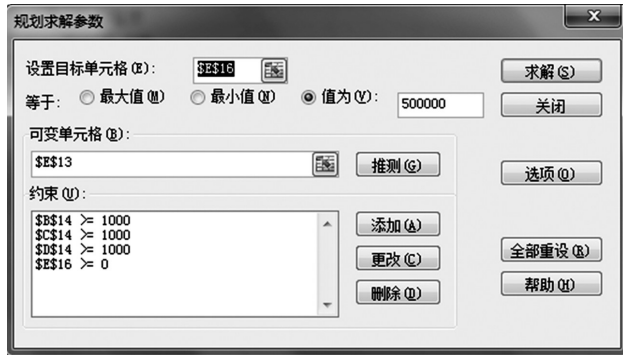 规划求解参数
设置目标单元格(E): $E$16 求解(S)
等于: 最大值(M) 最小值(N) 值为(V): 500000 关闭
可变单元格(B):
$E$13 推测(G) 选项(O)
约束(U):
$B$14 >= 1000 添加(A)
$C$14 >= 1000
$D$14 >= 1000 更改(C) 全部重设(R)
$E$16 >= 0
删除(D) 帮助(H)